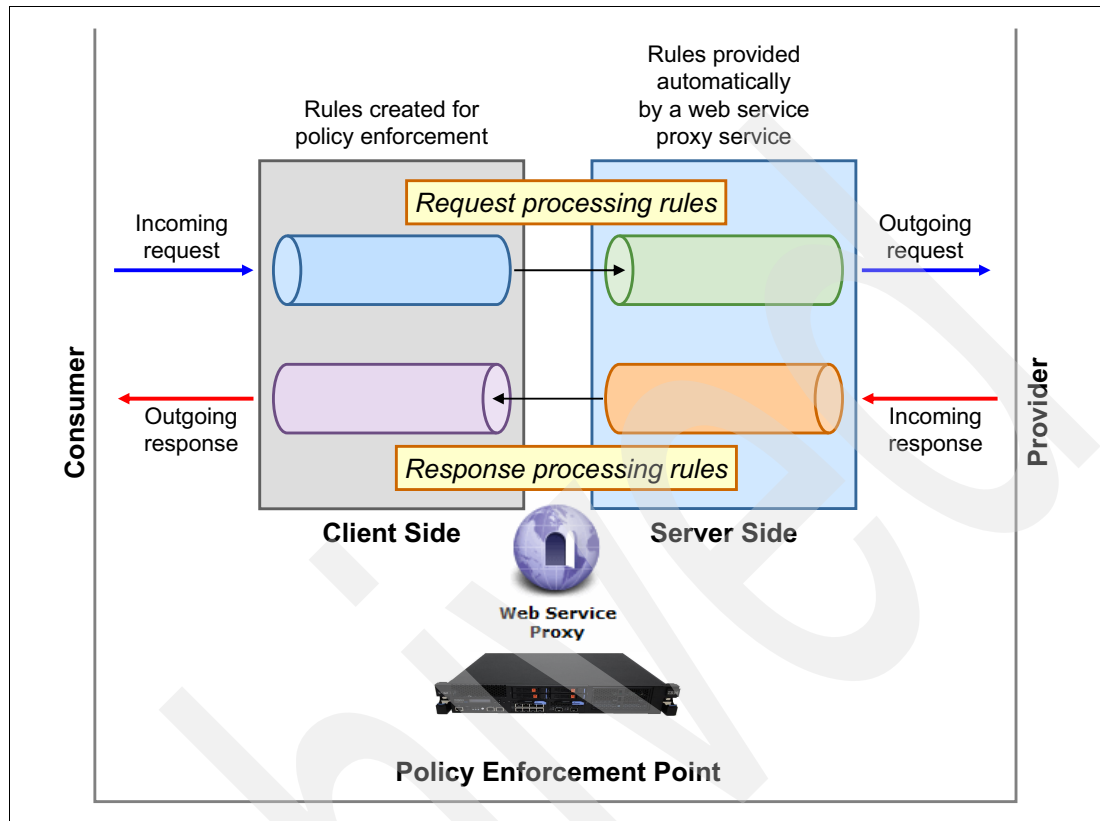 Rules provided
automatically
by a web service
proxy service
Rules created for
policy enforcement
Request processing rules
Incoming
request
Outgoing
request
Consumer
Provider
Outgoing
response
Incoming
response
Response processing rules
Client Side
Server Side
Web Service
Proxy
Policy Enforcement Point